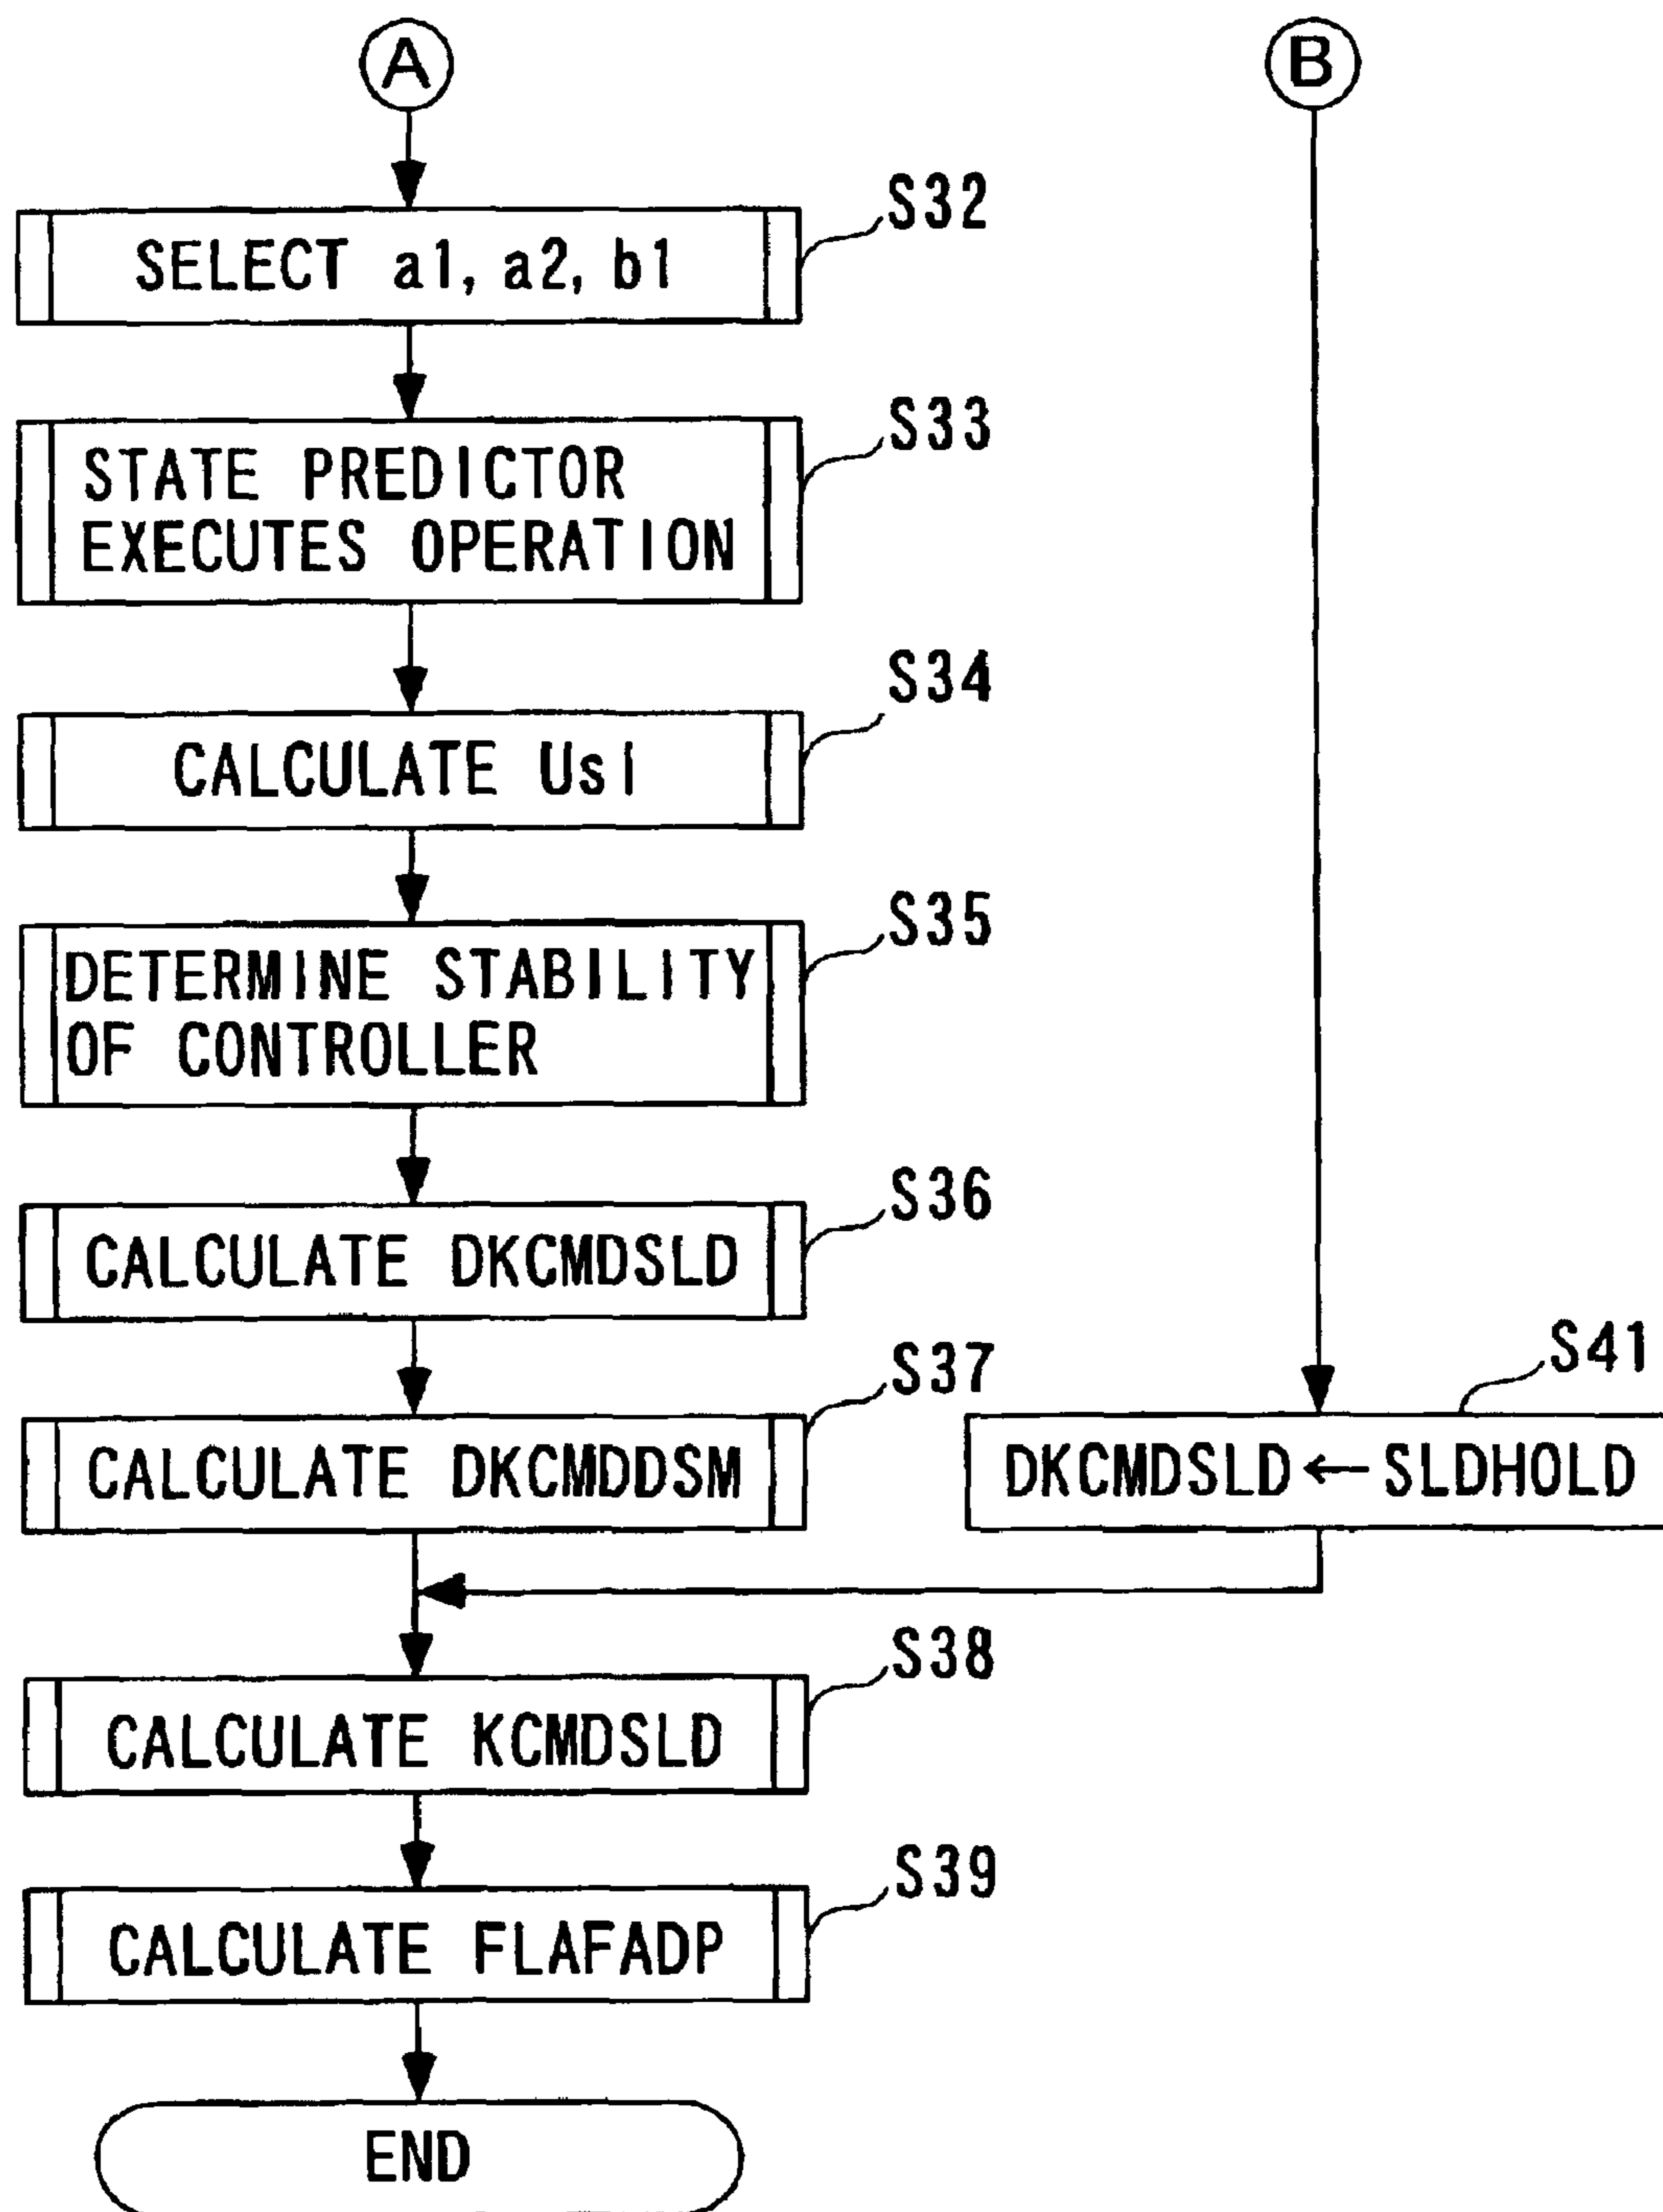 A
B
S32
SELECT a1, a2, b1
S33
STATE PREDICTOR
EXECUTES OPERATION
S34
CALCULATE Usl
S35
DETERMINE STABILITY
OF CONTROLLER
S36
CALCULATE DKCMDSLD
S37
CALCULATE DKCMDDSM
S41
DKCMDSLD←SLDHOLD
S38
CALCULATE KCMDSLD
S39
CALCULATE FLAFADP
END